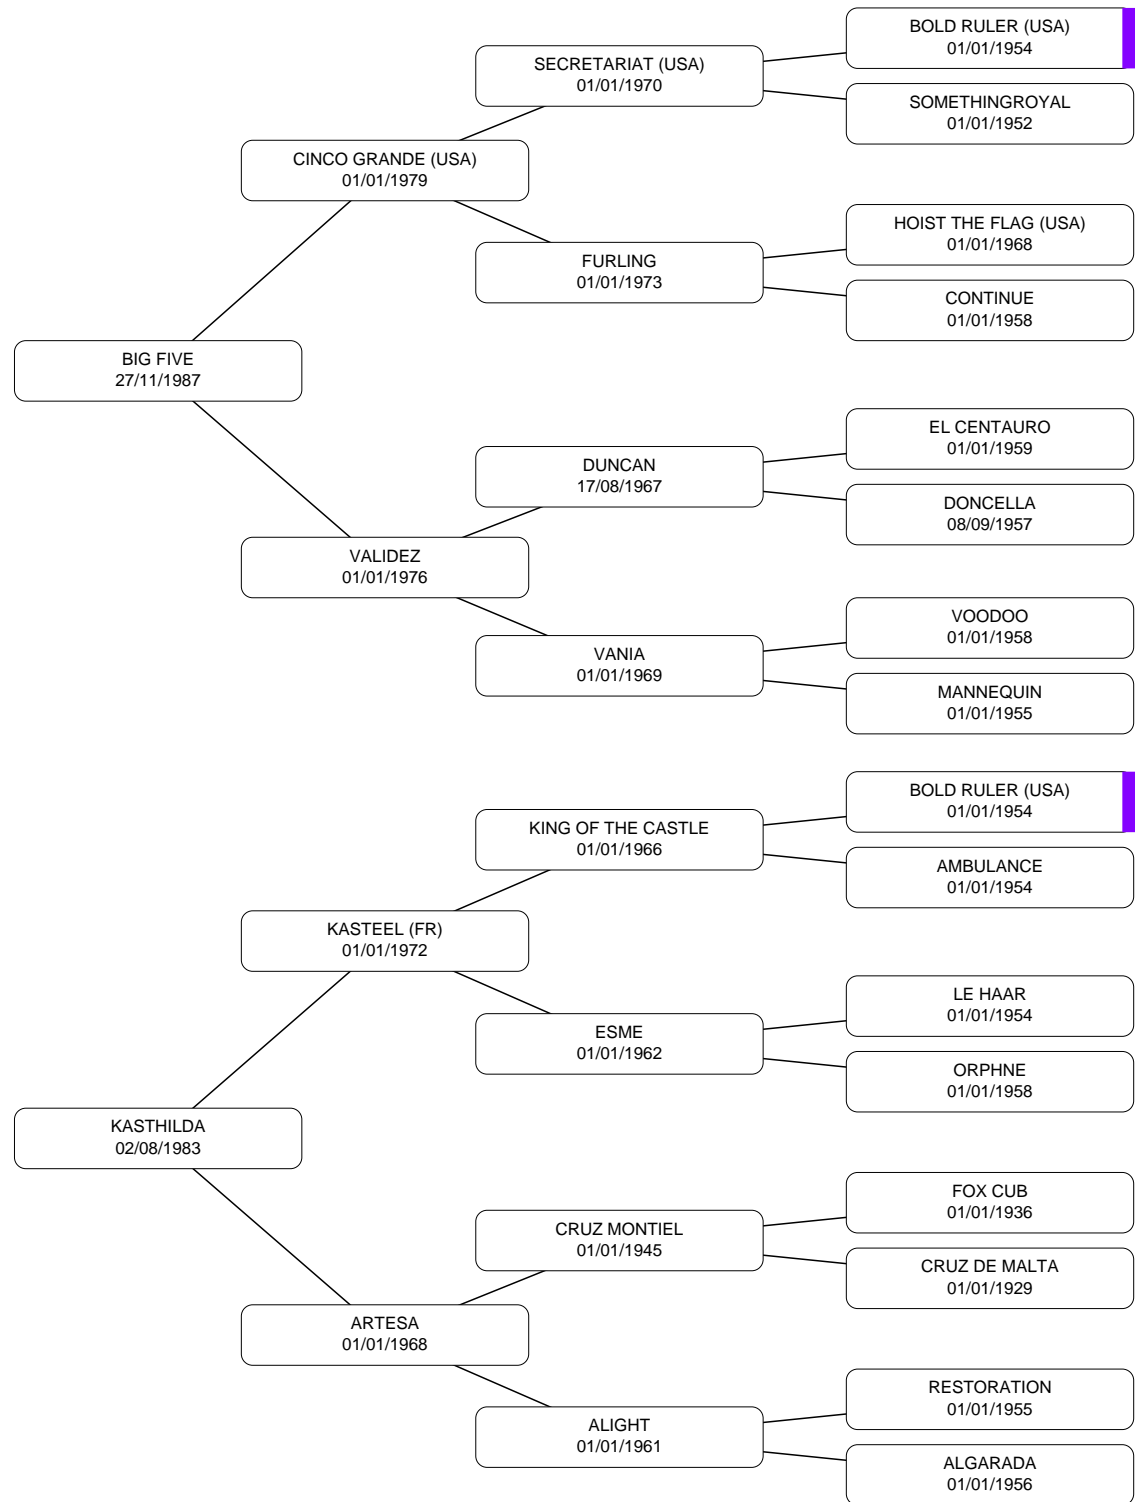 BOLD RULER (USA)
01/01/1954
SECRETARIAT (USA)
01/01/1970
SOMETHINGROYAL
01/01/1952
CINCO GRANDE (USA)
01/01/1979
HOIST THE FLAG (USA)
01/01/1968
FURLING
01/01/1973
CONTINUE
01/01/1958
BIG FIVE
27/11/1987
EL CENTAURO
01/01/1959
DUNCAN
17/08/1967
DONCELLA
08/09/1957
VALIDEZ
01/01/1976
VOODOO
01/01/1958
VANIA
01/01/1969
MANNEQUIN
01/01/1955
BOLD RULER (USA)
01/01/1954
KING OF THE CASTLE
01/01/1966
AMBULANCE
01/01/1954
KASTEEL (FR)
01/01/1972
LE HAAR
01/01/1954
ESME
01/01/1962
ORPHNE
01/01/1958
KASTHILDA
02/08/1983
FOX CUB
01/01/1936
CRUZ MONTIEL
01/01/1945
CRUZ DE MALTA
01/01/1929
ARTESA
01/01/1968
RESTORATION
01/01/1955
ALIGHT
01/01/1961
ALGARADA
01/01/1956